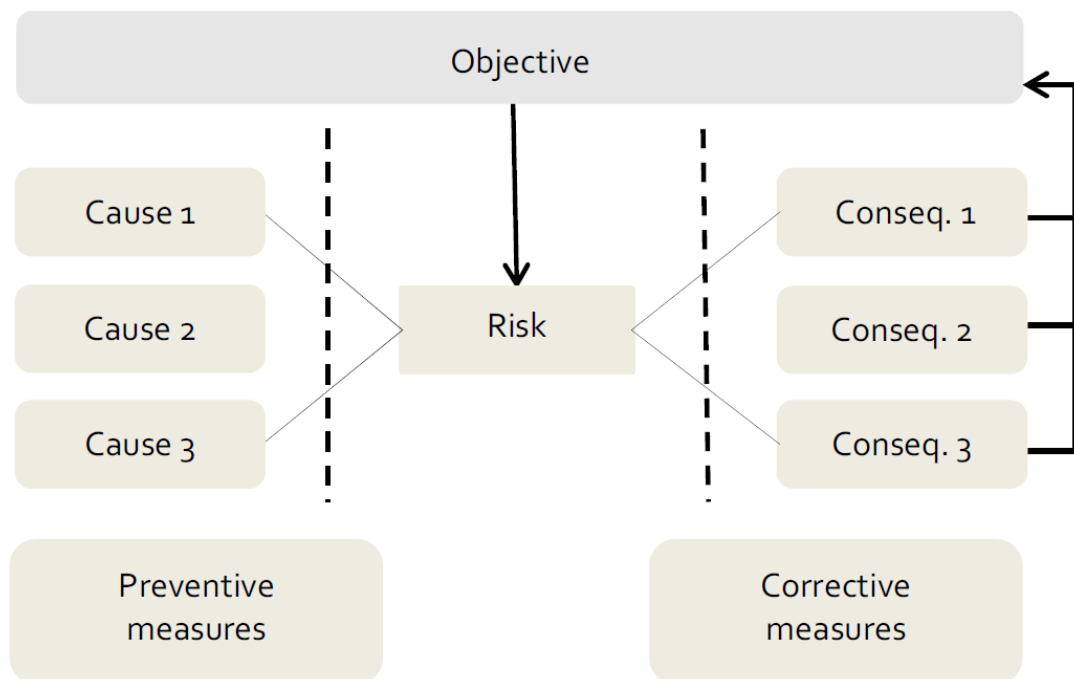 Objective
Cause 1
Conseq. 1
Cause 2
Risk
Conseq. 2
Cause 3
Conseq. 3
Preventive
measures
Corrective
measures